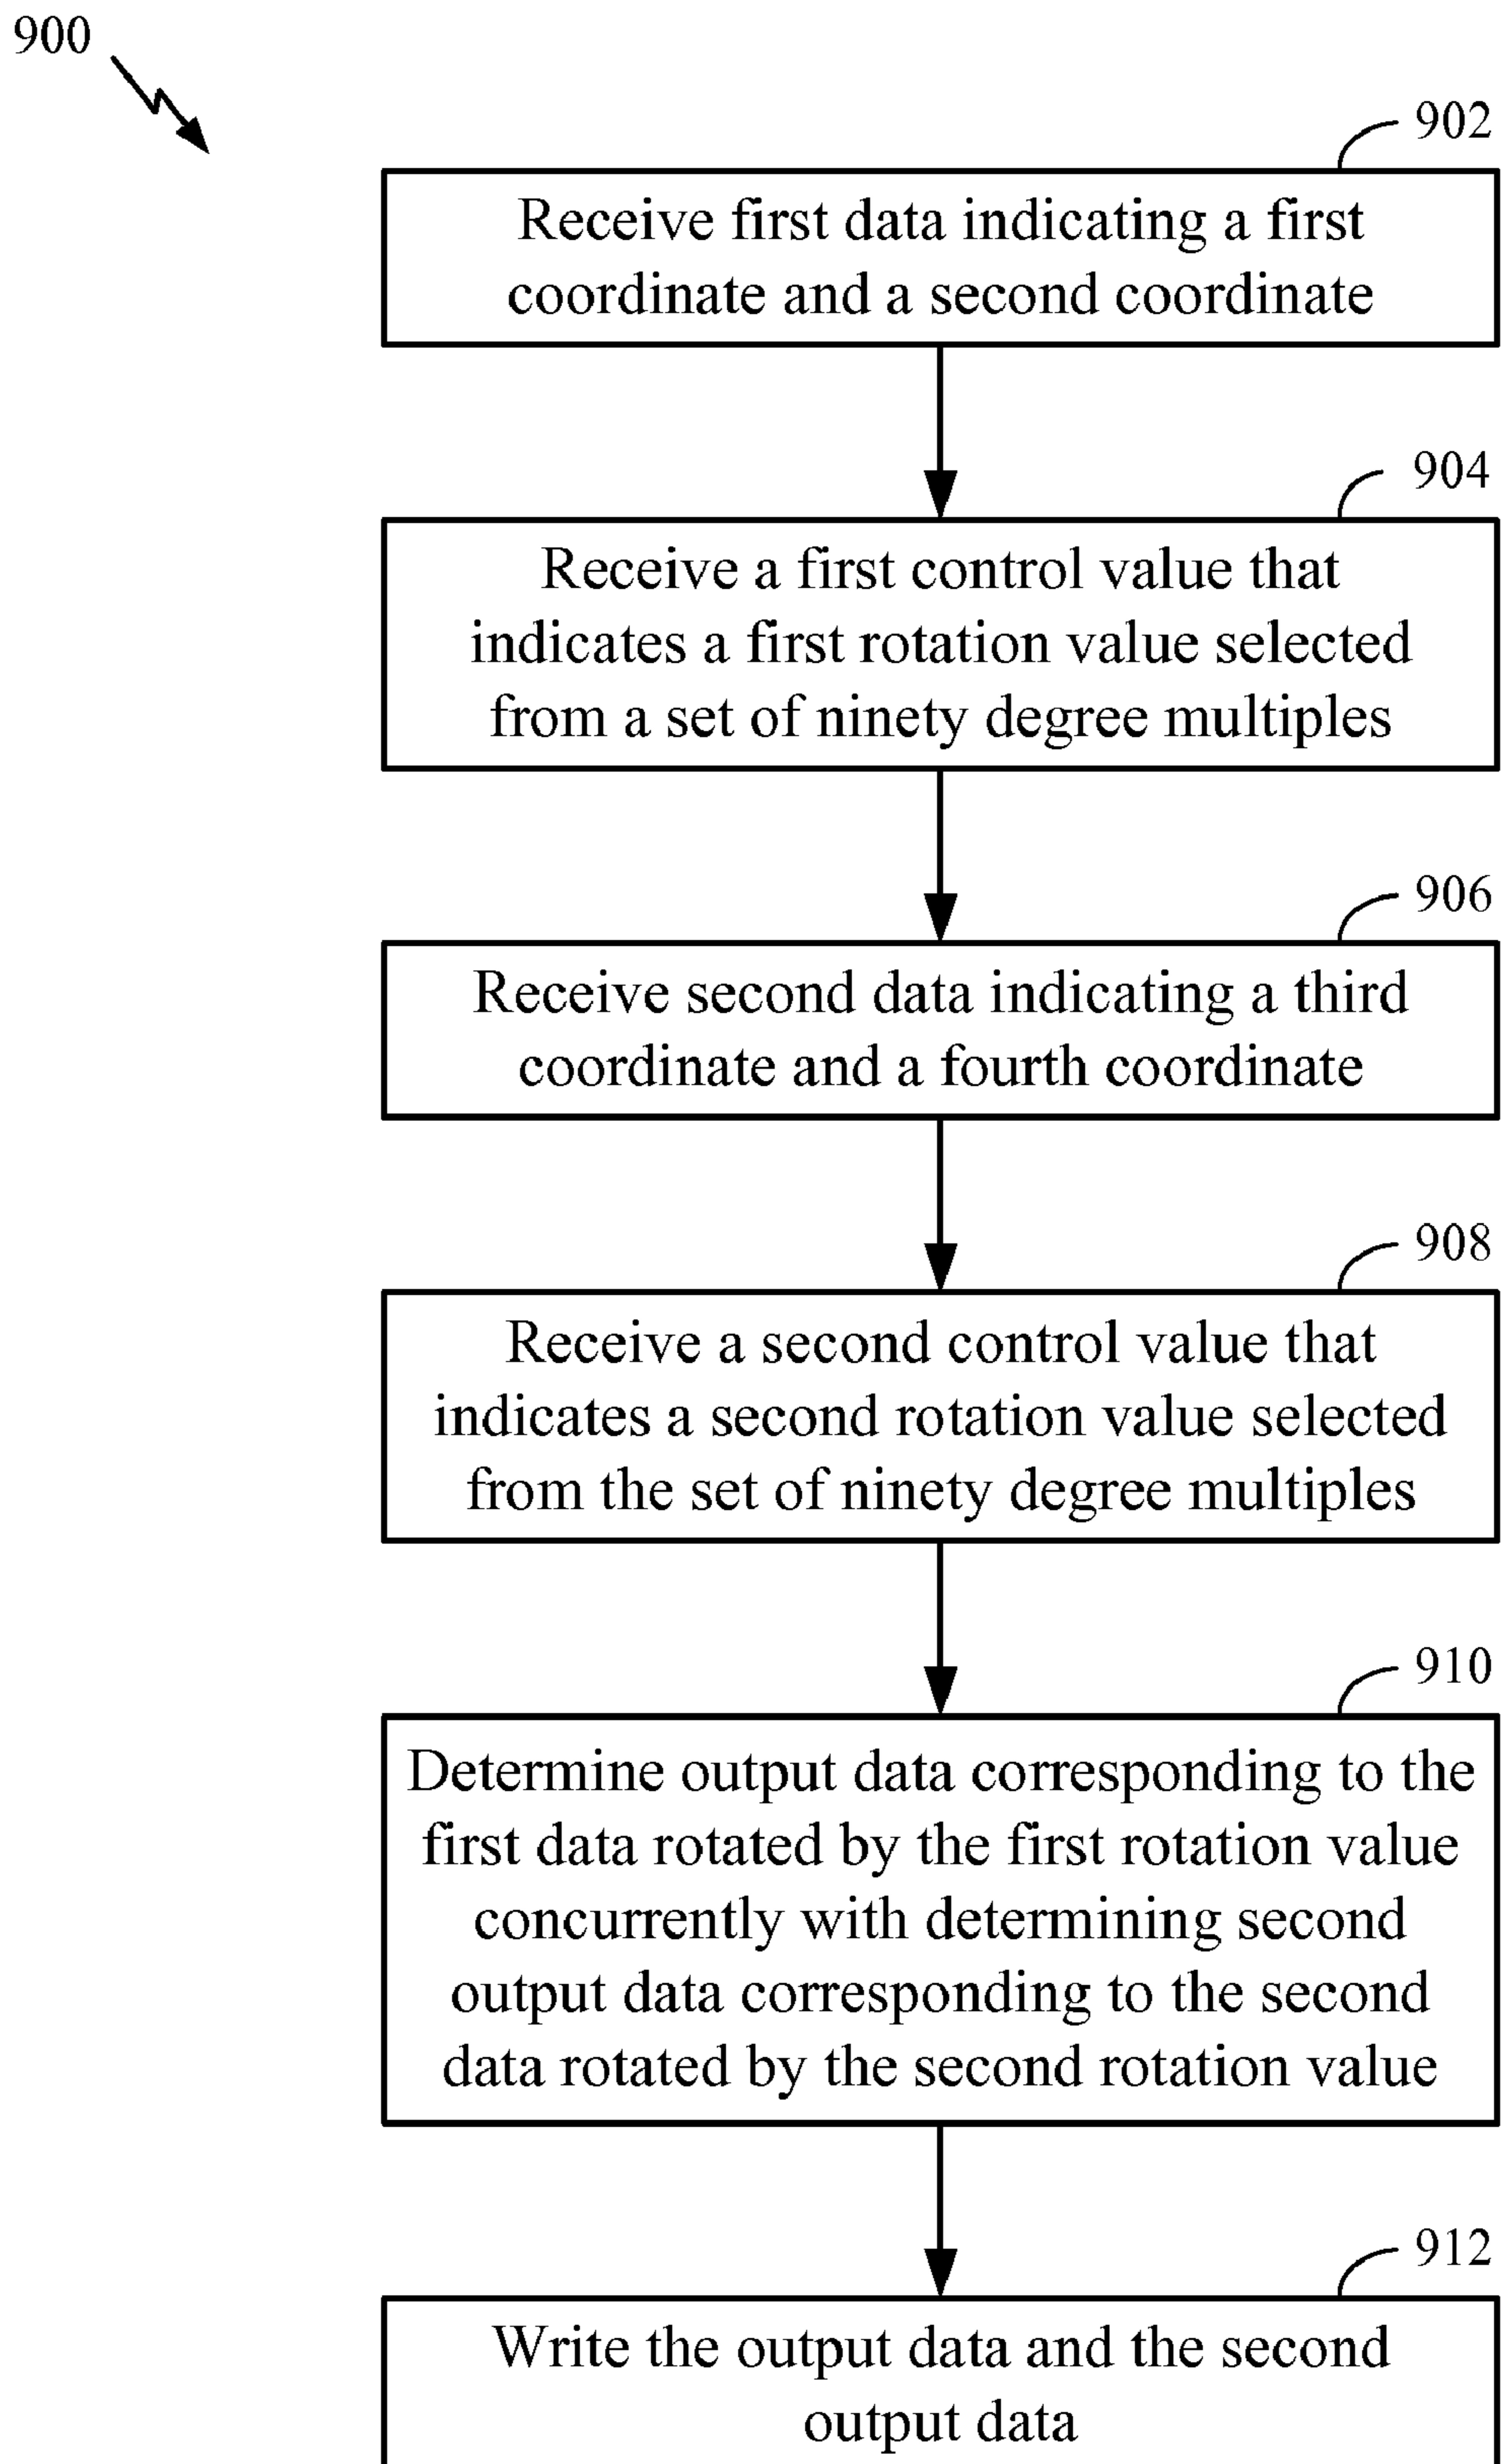 900
902
Receive first data indicating a first
coordinate and a second coordinate
904
Receive a first control value that
indicates a first rotation value selected
from a set of ninety degree multiples
906
Receive second data indicating a third
coordinate and a fourth coordinate
908
Receive a second control value that
indicates a second rotation value selected
from the set of ninety degree multiples
910
Determine output data corresponding to the
first data rotated by the first rotation value
concurrently with determining second
output data corresponding to the second
data rotated by the second rotation value
912
Write the output data and the second
output data